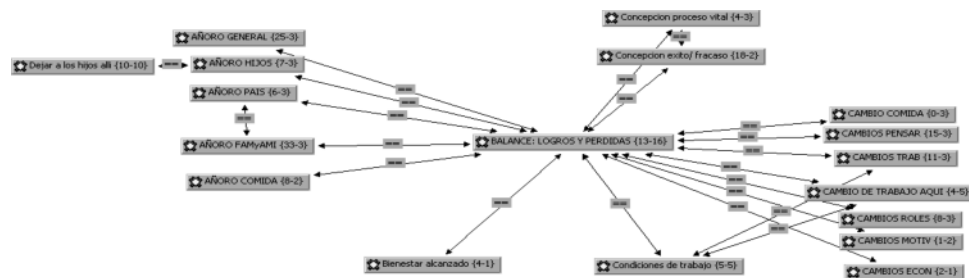 Concepcion proceso vital {4-3}
==
Concepcion exito/ fracaso {18-2}
AÑORO GENERAL {25-3}
Dejar a los hijos alli {10-10}
==
AÑORO HIJOS {7-3}
AÑORO PAIS {6-3}
==
AÑORO FAMyAMI {33-3}
AÑORO COMIDA {8-2}
==
==
==
==
==
==
==
BALANCE: LOGROS Y PERDIDAS {13-16}
==
==
==
==
==
==
==
CAMBIO COMIDA {0-3}
CAMBIOS PENSAR {15-3}
CAMBIOS TRAB {11-3}
CAMBIO DE TRABAJO AQUI {4-5}
CAMBIOS ROLES {8-3}
CAMBIOS MOTIV {1-2}
CAMBIOS ECON {2-1}
==
==
==
==
Bienestar alcanzado {4-1}
Condiciones de trabajo {5-5}